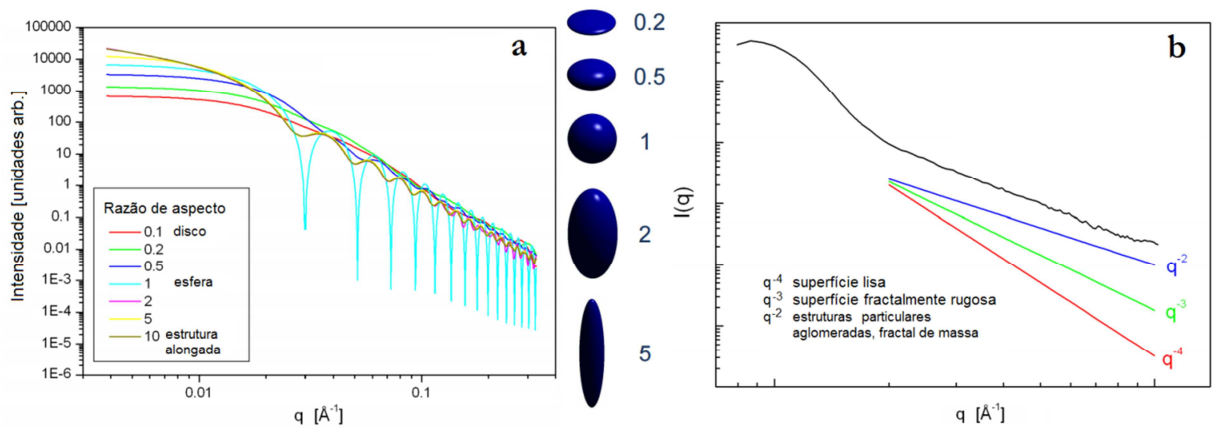 a
Intensidade [unidades arb.]
100000
10000
1000
100
10
1
0.1
0.01
1E-3
1E-4
1E-5
1E-6
0.01
0.1
q [Å⁻¹]
Razão de aspecto
0.1 disco
0.2
0.5
1 esfera
2
5
10 estrutura
alongada
0.2
0.5
1
2
5
b
I(q)
q⁻²
q⁻³
q⁻⁴
q⁻⁴ superfície lisa
q⁻³ superfície fractalmente rugosa
q⁻² estruturas particulares
aglomeradas, fractal de massa
q [Å⁻¹]